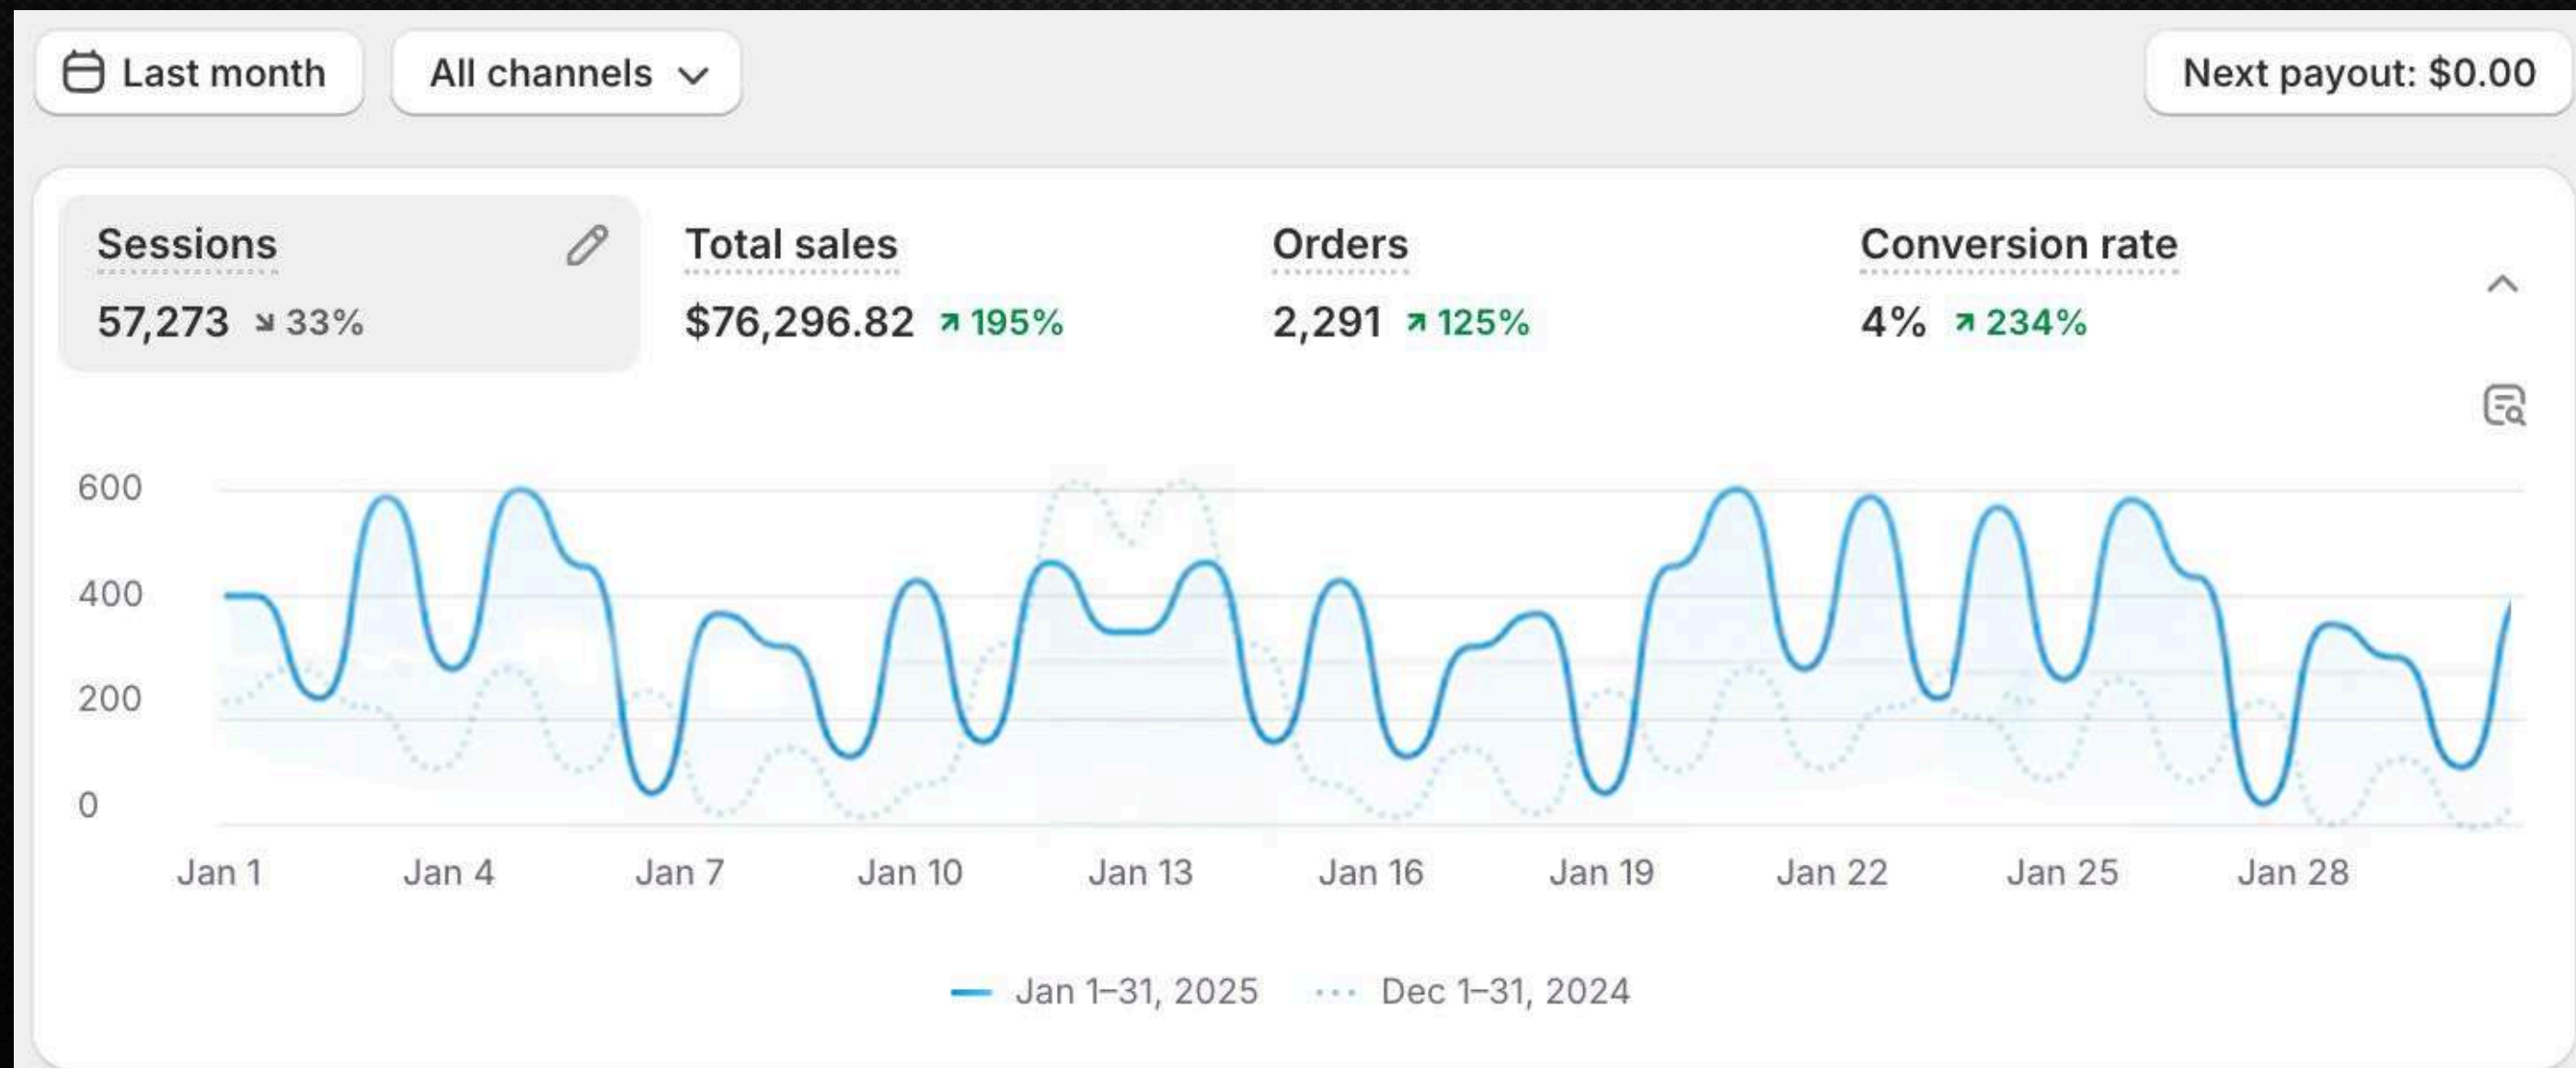 Last month All channels Next payout: $0.00
Sessions Total sales Orders Conversion rate
57,273 ↘ 33% $76,296.82 ↗ 195% 2,291 ↗ 125% 4% ↗ 234%
600
400
200
0
Jan 1 Jan 4 Jan 7 Jan 10 Jan 13 Jan 16 Jan 19 Jan 22 Jan 25 Jan 28
Jan 1–31, 2025 Dec 1–31, 2024